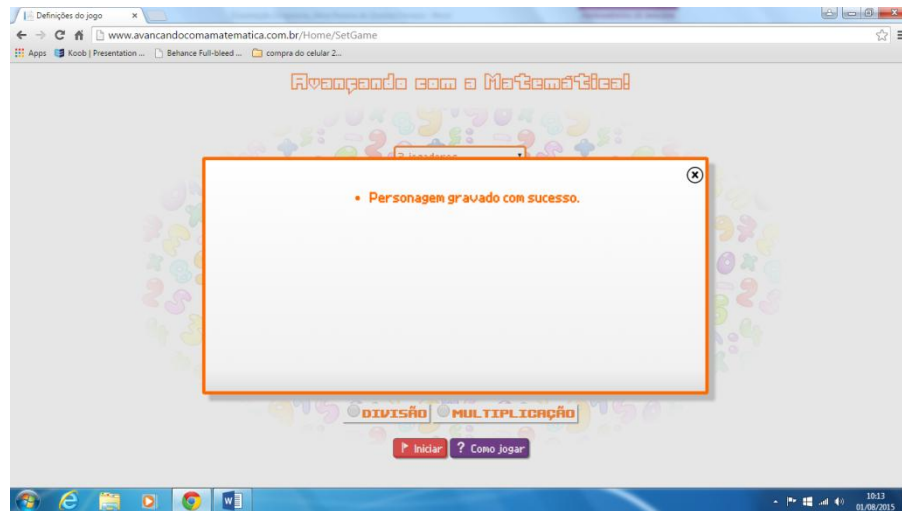 Definições do jogo
www.avancandocomamatematica.com.br/Home/SetGame
Apps Koob | Presentation ... Behance Full-bleed ... compra do celular 2...
Avançando com a Matemática!
jogadores
• Personagem gravado com sucesso.
DIVISÃO MULTIPLICAÇÃO
Iniciar ? Como jogar
10:13
01/08/2015